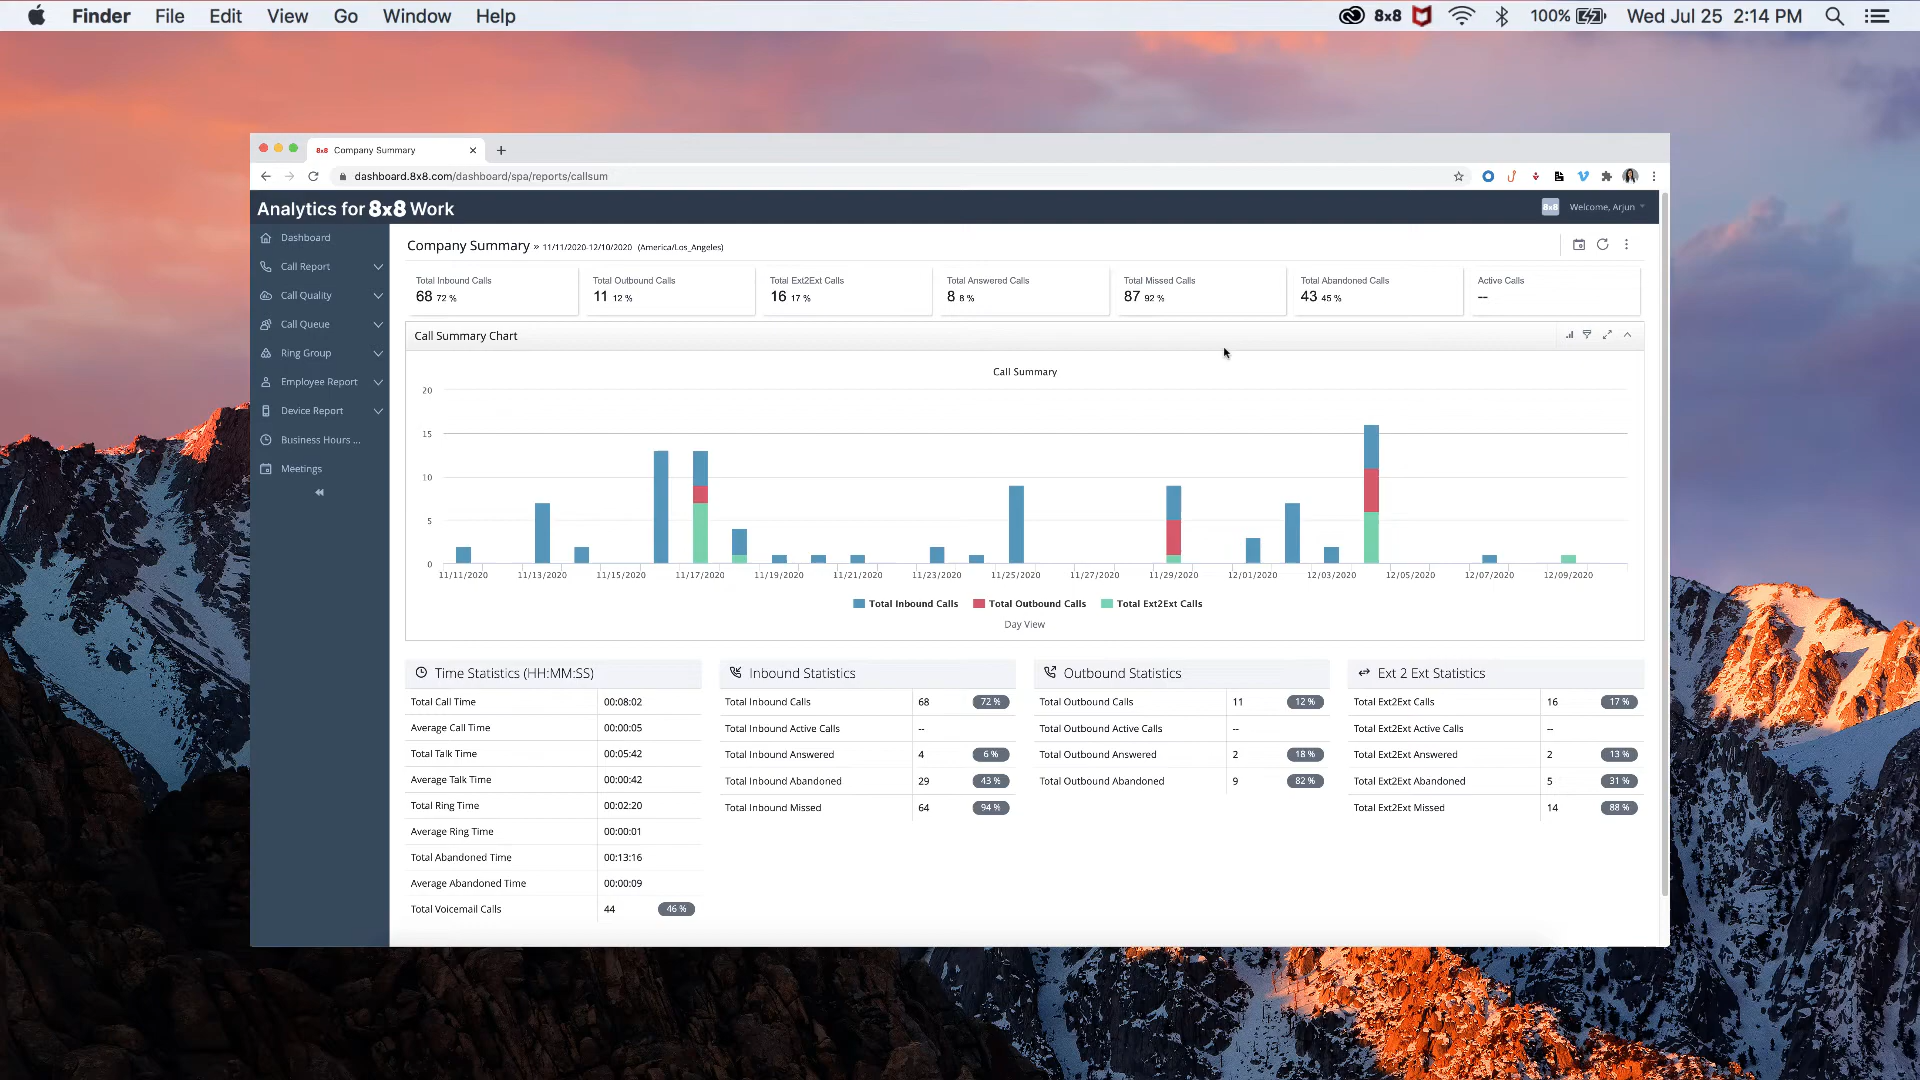 Finder File Edit View Go Window Help
8x8 100% Wed Jul 25 2:14 PM
8x8 Company Summary
dashboard.8x8.com/dashboard/spa/reports/callsum
Analytics for 8x8 Work
8x8 Welcome, Arjun
Dashboard
Call Report
Call Quality
Call Queue
Ring Group
Employee Report
Device Report
Business Hours ...
Meetings
Company Summary » 11/11/2020-12/10/2020 (America/Los_Angeles)
Total Inbound Calls
68 72 %
Total Outbound Calls
11 12 %
Total Ext2Ext Calls
16 17 %
Total Answered Calls
8 8 %
Total Missed Calls
87 92 %
Total Abandoned Calls
43 45 %
Active Calls
--
Call Summary Chart
Call Summary
20
15
10
5
0
11/11/2020 11/13/2020 11/15/2020 11/17/2020 11/19/2020 11/21/2020 11/23/2020 11/25/2020 11/27/2020 11/29/2020 12/01/2020 12/03/2020 12/05/2020 12/07/2020 12/09/2020
Total Inbound Calls Total Outbound Calls Total Ext2Ext Calls
Day View
Time Statistics (HH:MM:SS)
Total Call Time 00:08:02
Average Call Time 00:00:05
Total Talk Time 00:05:42
Average Talk Time 00:00:42
Total Ring Time 00:02:20
Average Ring Time 00:00:01
Total Abandoned Time 00:13:16
Average Abandoned Time 00:00:09
Total Voicemail Calls 44 46 %
Inbound Statistics
Total Inbound Calls 68 72 %
Total Inbound Active Calls --
Total Inbound Answered 4 6 %
Total Inbound Abandoned 29 43 %
Total Inbound Missed 64 94 %
Outbound Statistics
Total Outbound Calls 11 12 %
Total Outbound Active Calls --
Total Outbound Answered 2 18 %
Total Outbound Abandoned 9 82 %
Ext 2 Ext Statistics
Total Ext2Ext Calls 16 17 %
Total Ext2Ext Active Calls --
Total Ext2Ext Answered 2 13 %
Total Ext2Ext Abandoned 5 31 %
Total Ext2Ext Missed 14 88 %